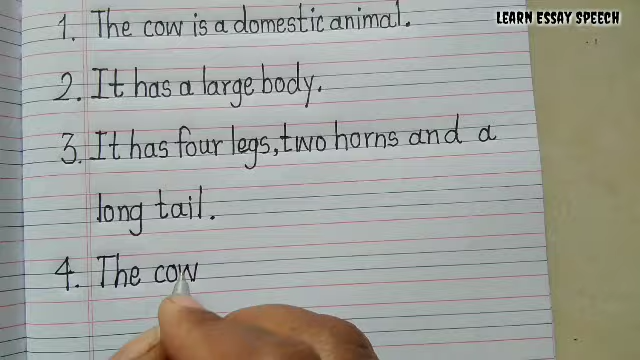 LEARN ESSAY SPEECH
1. The cow is a domestic animal.
2. It has a large body.
3. It has four legs, two horns and a
long tail.
4. The cow